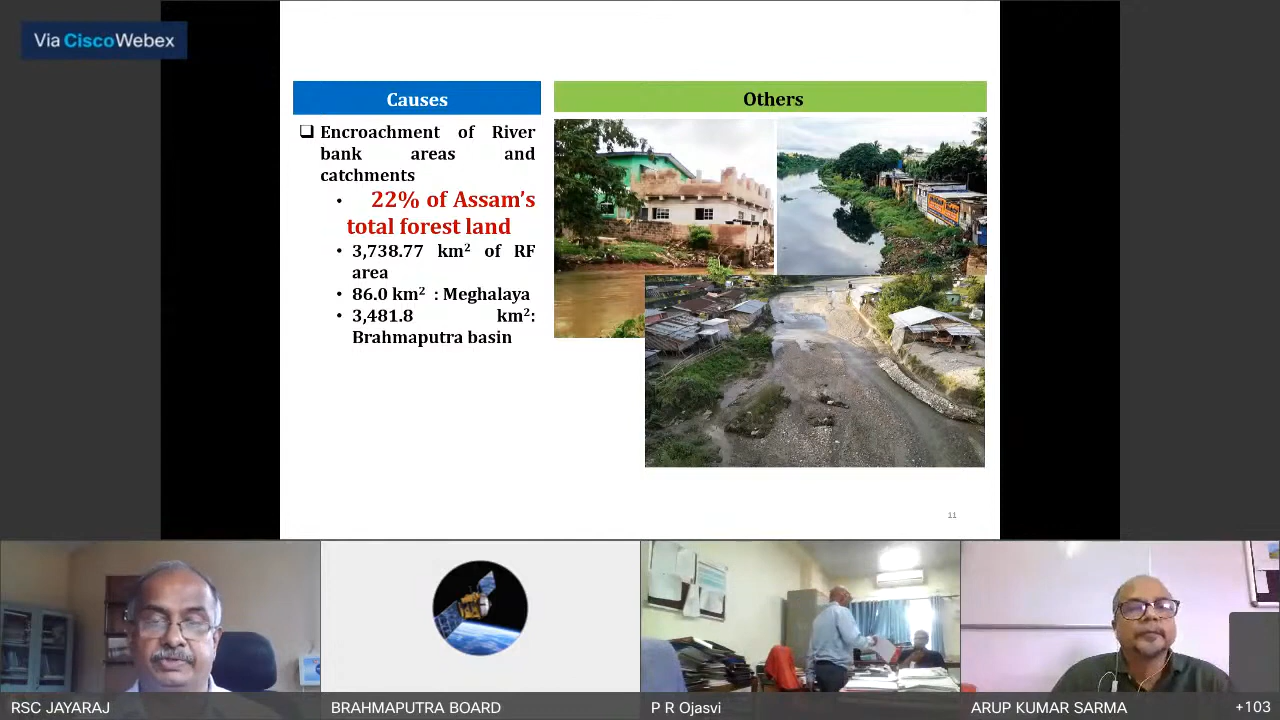 Via CiscoWebex
Causes
Others
❑ Encroachment of River
bank areas and
catchments
• 22% of Assam's
total forest land
• 3,738.77 km² of RF
area
• 86.0 km² : Meghalaya
• 3,481.8 km²:
Brahmaputra basin
11
RSC JAYARAJ
BRAHMAPUTRA BOARD
P R Ojasvi
ARUP KUMAR SARMA
+103